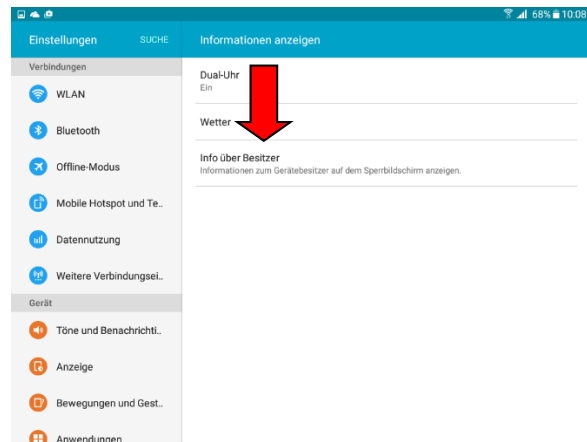 68% 10:08
Einstellungen SUCHE
Informationen anzeigen
Verbindungen
WLAN
Bluetooth
Offline-Modus
Mobile Hotspot und Te..
Datennutzung
Weitere Verbindungsei..
Gerät
Töne und Benachrichti..
Anzeige
Bewegungen und Gest..
Anwendungen
Dual-Uhr
Ein
Wetter
Info über Besitzer
Informationen zum Gerätebesitzer auf dem Sperrbildschirm anzeigen.